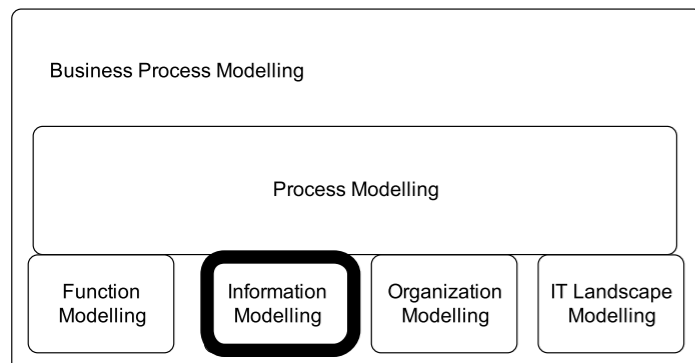 Business Process Modelling
Process Modelling
Function
Modelling
Information
Modelling
Organization
Modelling
IT Landscape
Modelling